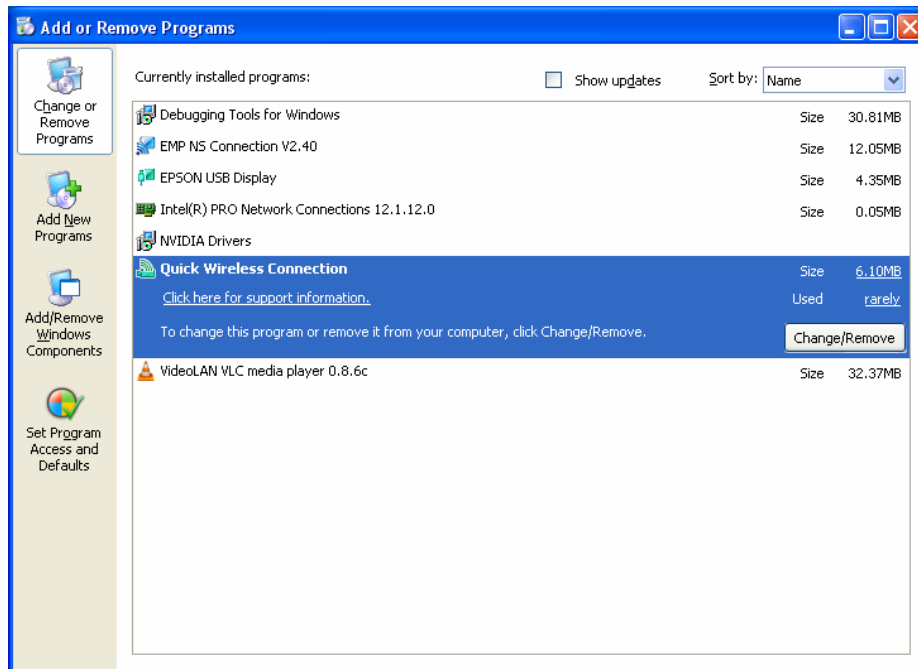 Add or Remove Programs
Change or
Remove
Programs
Add New
Programs
Add/Remove
Windows
Components
Set Program
Access and
Defaults
Currently installed programs:
Show updates
Sort by: Name
Debugging Tools for Windows Size 30.81MB
EMP NS Connection V2.40 Size 12.05MB
EPSON USB Display Size 4.35MB
Intel(R) PRO Network Connections 12.1.12.0 Size 0.05MB
NVIDIA Drivers
Quick Wireless Connection Size 6.10MB
Click here for support information. Used rarely
To change this program or remove it from your computer, click Change/Remove. Change/Remove
VideoLAN VLC media player 0.8.6c Size 32.37MB